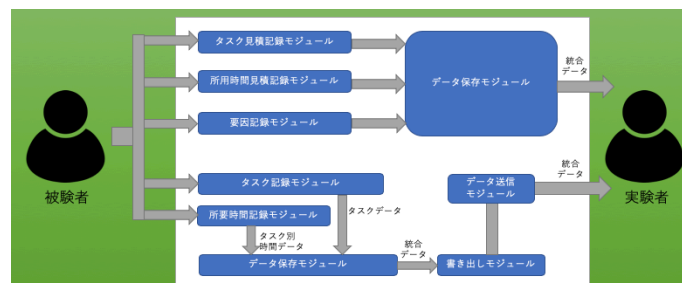 タスク見積記録モジュール
所用時間見積記録モジュール
要因記録モジュール
データ保存モジュール
統合
データ
被験者
実験者
タスク記録モジュール
所要時間記録モジュール
タスクデータ
タスク別
時間データ
データ保存モジュール
統合
データ
書き出しモジュール
データ送信
モジュール
統合
データ